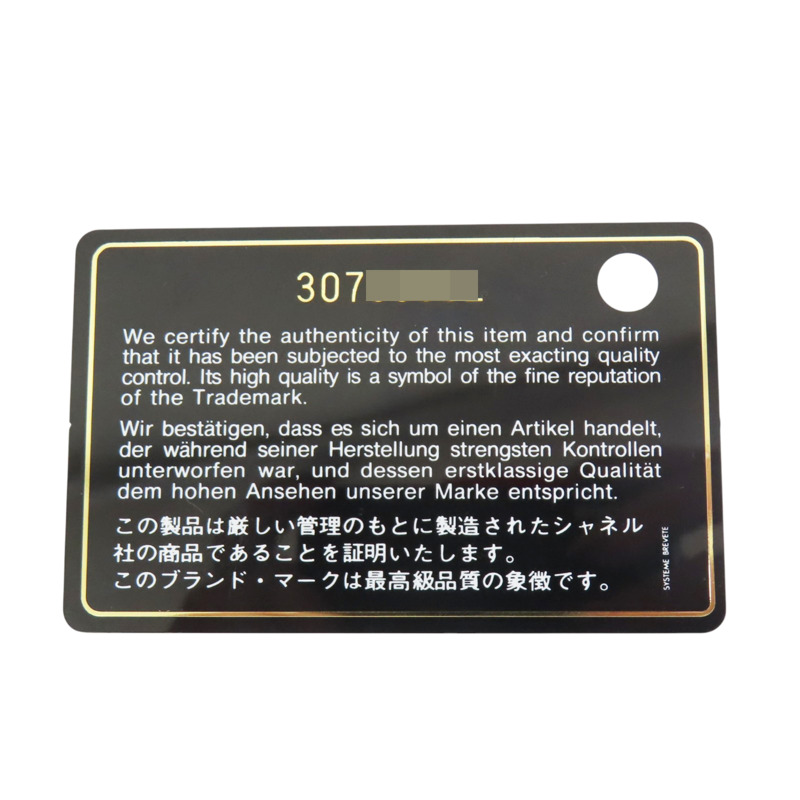 307
We certify the authenticity of this item and confirm
that it has been subjected to the most exacting quality
control. Its high quality is a symbol of the fine reputation
of the Trademark.
Wir bestätigen, dass es sich um einen Artikel handelt,
der während seiner Herstellung strengsten Kontrollen
unterworfen war, und dessen erstklassige Qualität
dem hohen Ansehen unserer Marke entspricht.
この製品は厳しい管理のもとに製造されたシャネル
社の商品であることを証明いたします。
このブランド・マークは最高級品質の象徴です。
SYSTEME BREVETE